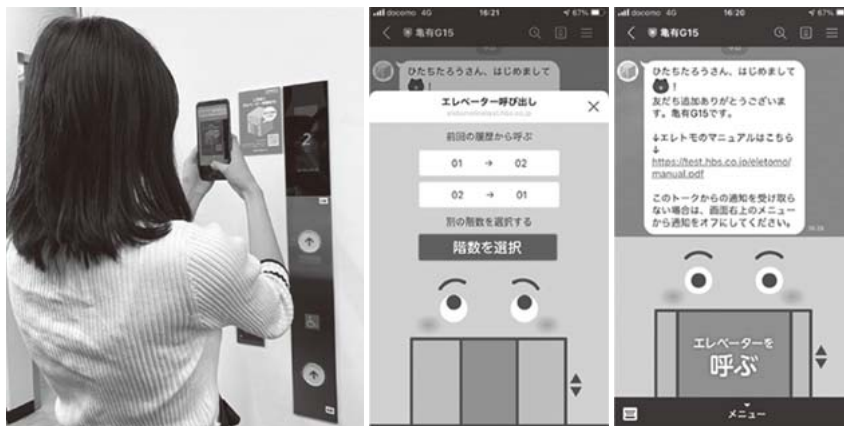 2
docomo 4G
16:21
67%
亀有G15
ひたちたろうさん、はじめまして
!
エレベーター呼び出し
前回の履歴から呼ぶ
01 → 02
02 → 01
別の階数を選択する
階数を選択
docomo 4G
16:20
67%
亀有G15
ひたちたろうさん、はじめまして
!
友だち追加ありがとうございま
す。亀有G15です。
↓エレトモのマニュアルはこちら
↓
https://test.hbs.co.jp/eletomo/
manual.pdf
このトークからの通知を受け取ら
ない場合は、画面右上のメニュー
から通知をオフにしてください。
エレベーターを
呼ぶ
メニュー